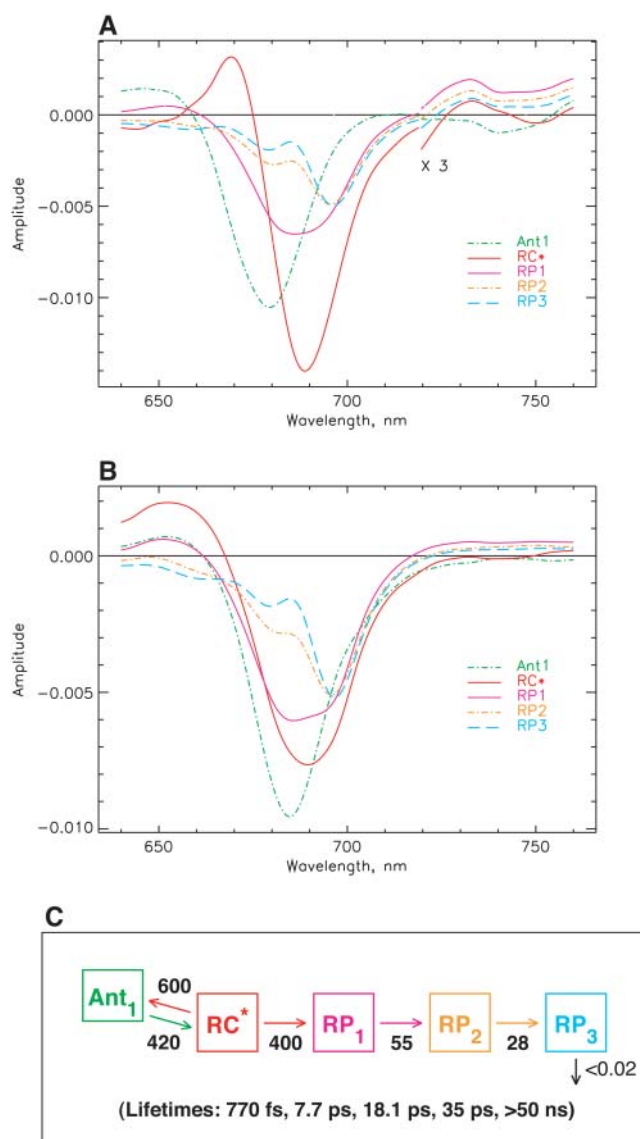 A
0.000
-0.005
-0.010
Amplitude
X 3
Ant1
RC*
RP1
RP2
RP3
650 700 750
Wavelength, nm
B
0.000
-0.005
-0.010
Amplitude
Ant1
RC*
RP1
RP2
RP3
650 700 750
Wavelength, nm
C
Ant1 600 RC* RP1 RP2 RP3
420 400 55 28
<0.02
(Lifetimes: 770 fs, 7.7 ps, 18.1 ps, 35 ps, >50 ns)